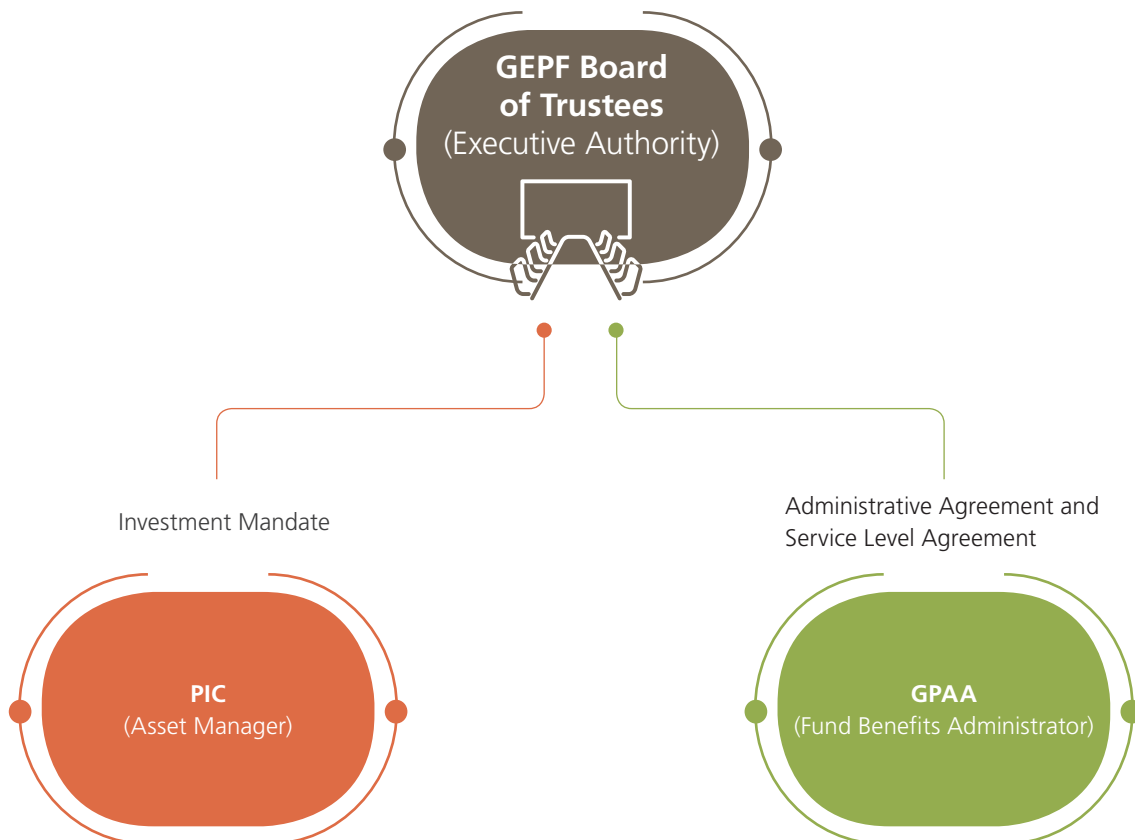 GEPF Board
of Trustees
(Executive Authority)
Investment Mandate
Administrative Agreement and
Service Level Agreement
PIC
(Asset Manager)
GPAA
(Fund Benefits Administrator)